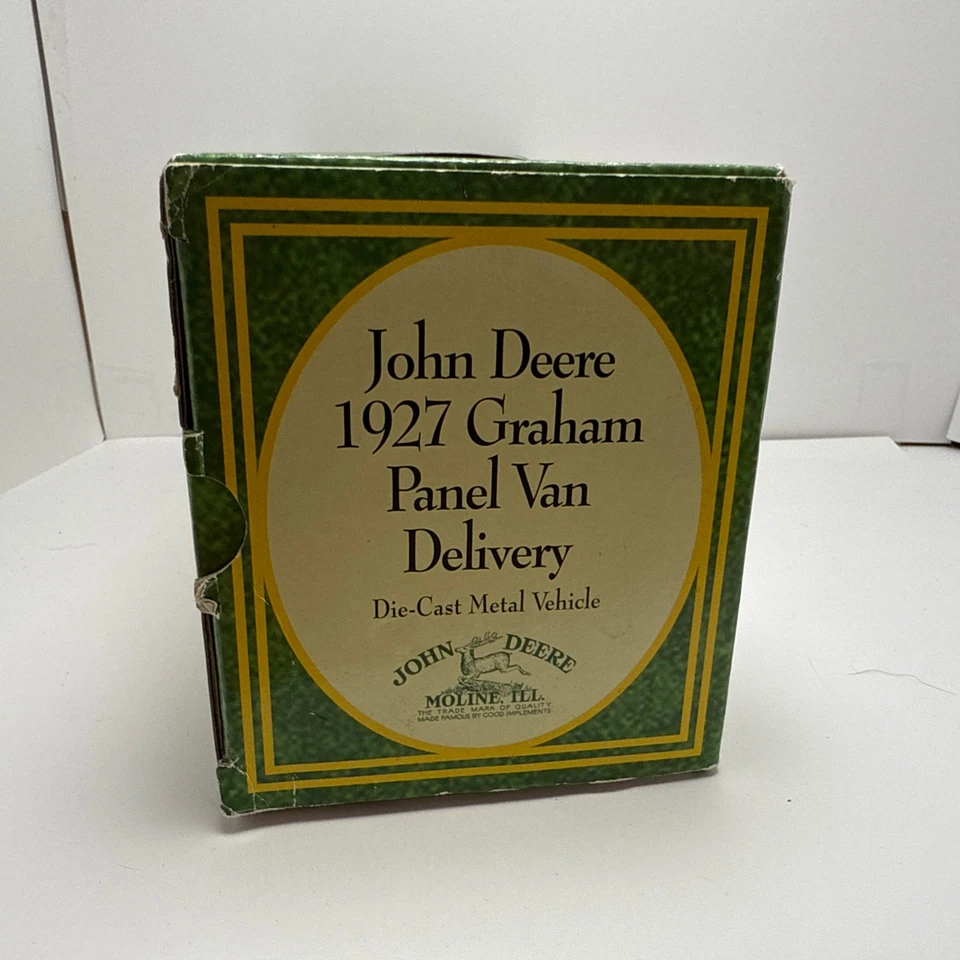 John Deere
1927 Graham
Panel Van
Delivery
Die-Cast Metal Vehicle
JOHN DEERE
MOLINE, ILL.
THE TRADE MARK OF QUALITY
MADE FAMOUS BY GOOD IMPLEMENTS